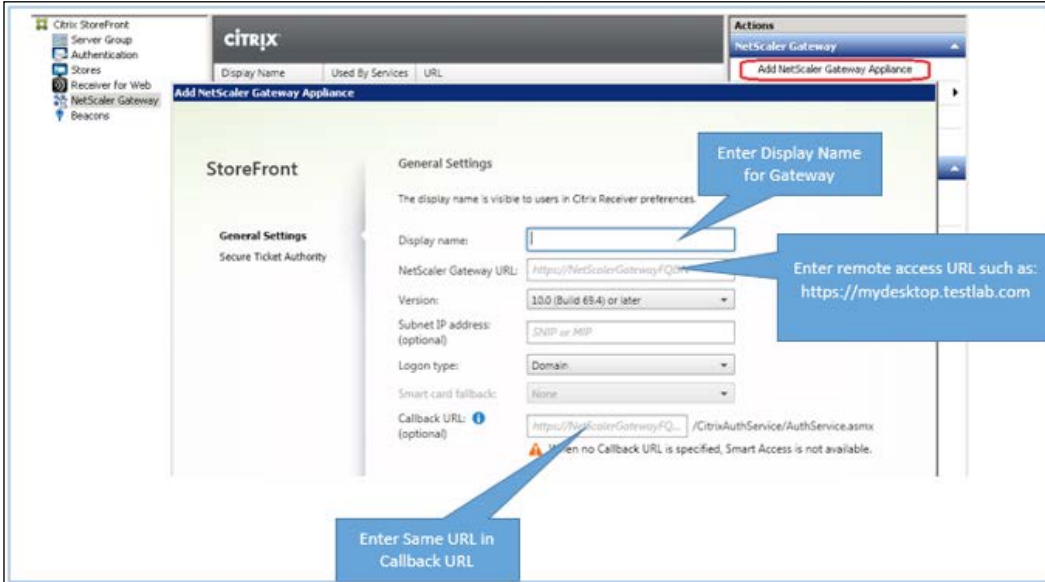 Citrix StoreFront
Server Group
Authentication
Stores
Receiver for Web
NetScaler Gateway
Beacons
CITRIX
Display Name Used By Services URL
Actions
NetScaler Gateway
Add NetScaler Gateway Appliance
Add NetScaler Gateway Appliance
StoreFront
General Settings
Secure Ticket Authority
General Settings
The display name is visible to users in Citrix Receiver preferences.
Display name:
NetScaler Gateway URL: https://NetScalerGatewayFQDN
Version: 10.0 (Build 69.4) or later
Subnet IP address: SNIP or MIP
(optional)
Logon type: Domain
Smart card fallback: None
Callback URL: https://NetScalerGatewayFQ... /CitrixAuthService/AuthService.asmx
(optional)
When no Callback URL is specified, Smart Access is not available.
Enter Display Name
for Gateway
Enter remote access URL such as:
https://mydesktop.testlab.com
Enter Same URL in
Callback URL